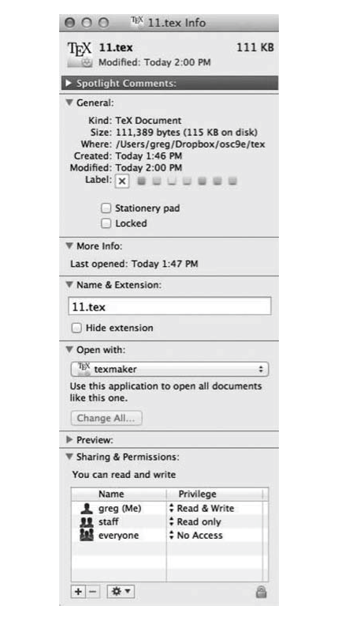 TEX 11.tex Info
TEX 11.tex 111 KB
Modified: Today 2:00 PM
Spotlight Comments:
General:
Kind: TeX Document
Size: 111,389 bytes (115 KB on disk)
Where: /Users/greg/Dropbox/osc9e/tex
Created: Today 1:46 PM
Modified: Today 2:00 PM
Label: x
Stationery pad
Locked
More Info:
Last opened: Today 1:47 PM
Name & Extension:
11.tex
Hide extension
Open with:
TEX texmaker
Use this application to open all documents
like this one.
Change All...
Preview:
Sharing & Permissions:
You can read and write
Name Privilege
greg (Me) Read & Write
staff Read only
everyone No Access